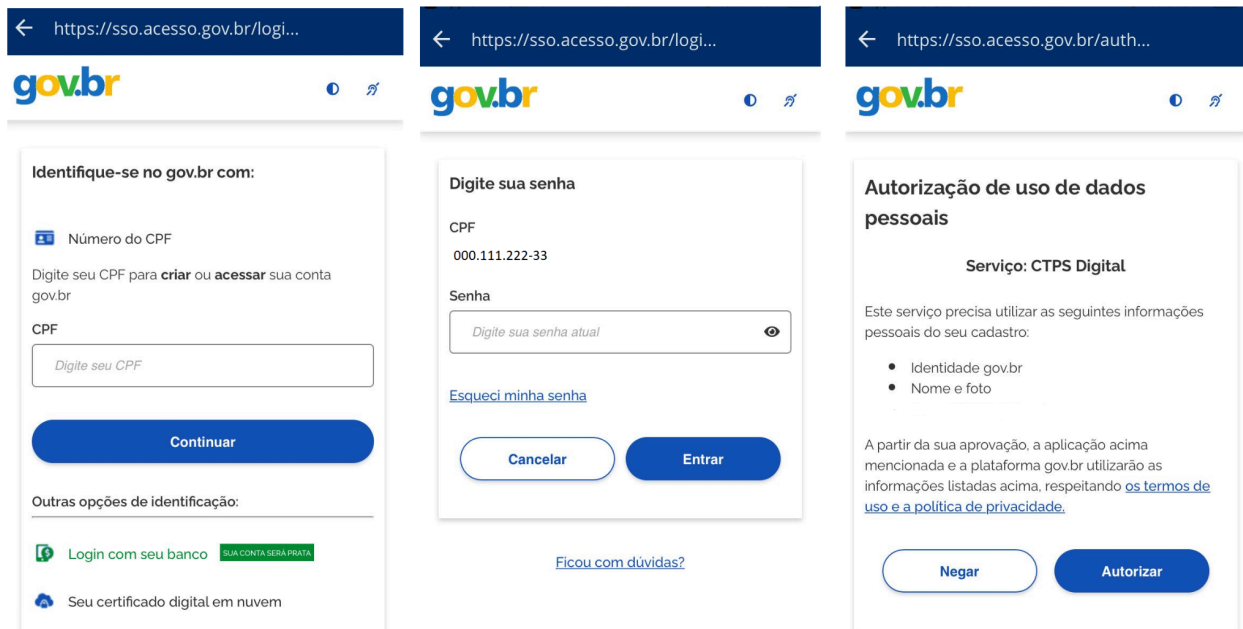 https://sso.acesso.gov.br/logi...
gov.br
Identifique-se no gov.br com:
Número do CPF
Digite seu CPF para criar ou acessar sua conta
gov.br
CPF
Digite seu CPF
Continuar
Outras opções de identificação:
Login com seu banco SUA CONTA SERÁ PRATA
Seu certificado digital em nuvem
https://sso.acesso.gov.br/logi...
gov.br
Digite sua senha
CPF
000.111.222-33
Senha
Digite sua senha atual
Esqueci minha senha
Cancelar Entrar
Ficou com dúvidas?
https://sso.acesso.gov.br/auth...
gov.br
Autorização de uso de dados
pessoais
Serviço: CTPS Digital
Este serviço precisa utilizar as seguintes informações
pessoais do seu cadastro:
Identidade gov.br
Nome e foto
A partir da sua aprovação, a aplicação acima
mencionada e a plataforma gov.br utilizarão as
informações listadas acima, respeitando os termos de
uso e a política de privacidade.
Negar Autorizar